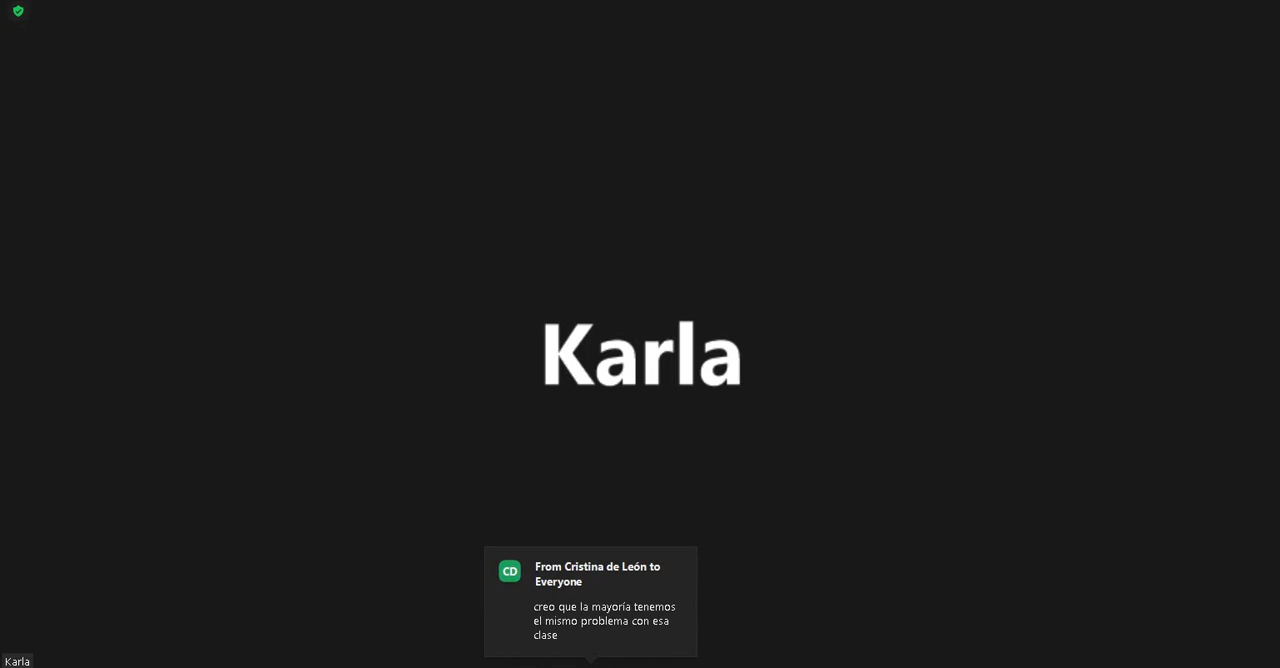 Karla
CD
From Cristina de León to
Everyone
creo que la mayoría tenemos
el mismo problema con esa
clase
Karla